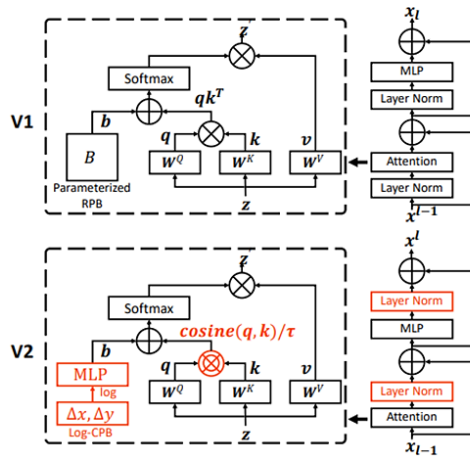 z
x_l
Softmax
MLP
qk^T
Layer Norm
V1
b
q
k
v
B
W^Q
W^K
W^V
Attention
Parameterized
RPB
Layer Norm
z
x^{l-1}
z
x^l
Softmax
Layer Norm
cosine(q, k)/τ
MLP
V2
b
q
k
v
MLP
log
W^Q
W^K
W^V
Layer Norm
Δx, Δy
Attention
Log-CPB
z
x^{l-1}